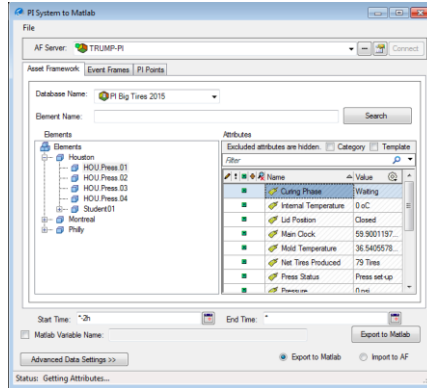 PI System to Matlab
File
AF Server: TRUMP-PI Connect
Asset Framework Event Frames PI Points
Database Name: PI Big Tires 2015
Element Name: Search
Elements Attributes
Elements
Houston
HOU.Press.01
HOU.Press.02
HOU.Press.03
HOU.Press.04
Student01
Montreal
Philly
Excluded attributes are hidden. Category Template
Filter
Name Value
Curing Phase Waiting
Internal Temperature 0 oC
Lid Position Closed
Main Clock 59.9001197...
Mold Temperature 36.5405578...
Net Tires Produced 79 Tires
Press Status Press set-up
Pressure 0 psi
Start Time: *-2h End Time: *
Matlab Variable Name: Export to Matlab
Advanced Data Settings >> Export to Matlab Import to AF
Status: Getting Attributes...